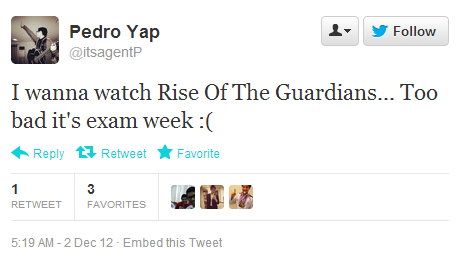 Pedro Yap
@itsagentP
Follow
I wanna watch Rise Of The Guardians... Too
bad it's exam week :(
Reply Retweet Favorite
1 3
RETWEET FAVORITES
5:19 AM - 2 Dec 12 · Embed this Tweet